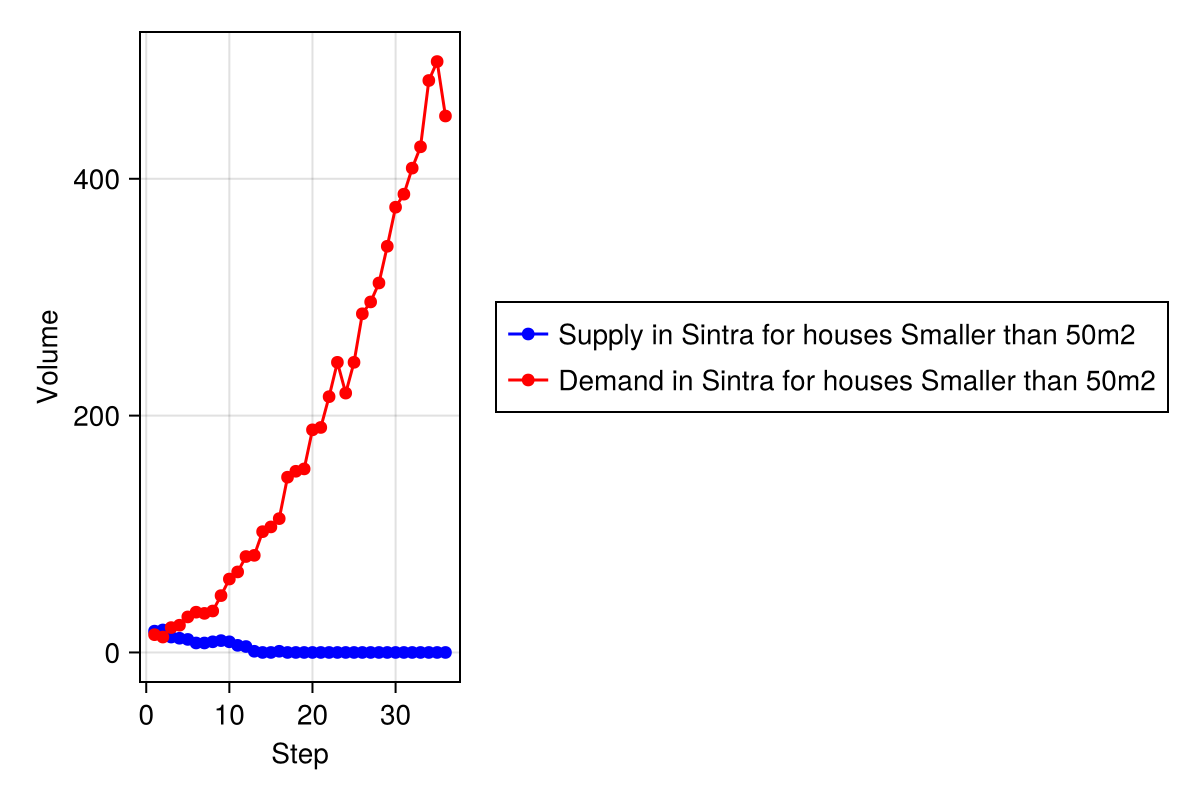 Volume
400
200
0
0 10 20 30
Step
Supply in Sintra for houses Smaller than 50m2
Demand in Sintra for houses Smaller than 50m2